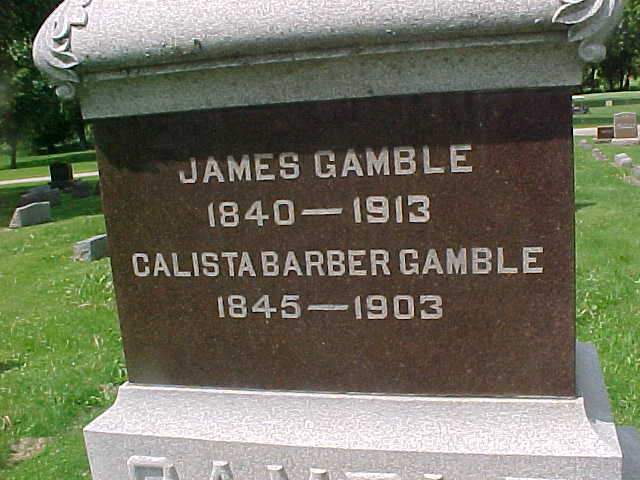 JAMES GAMBLE
1840—1913
CALISTA BARBER GAMBLE
1845—1903